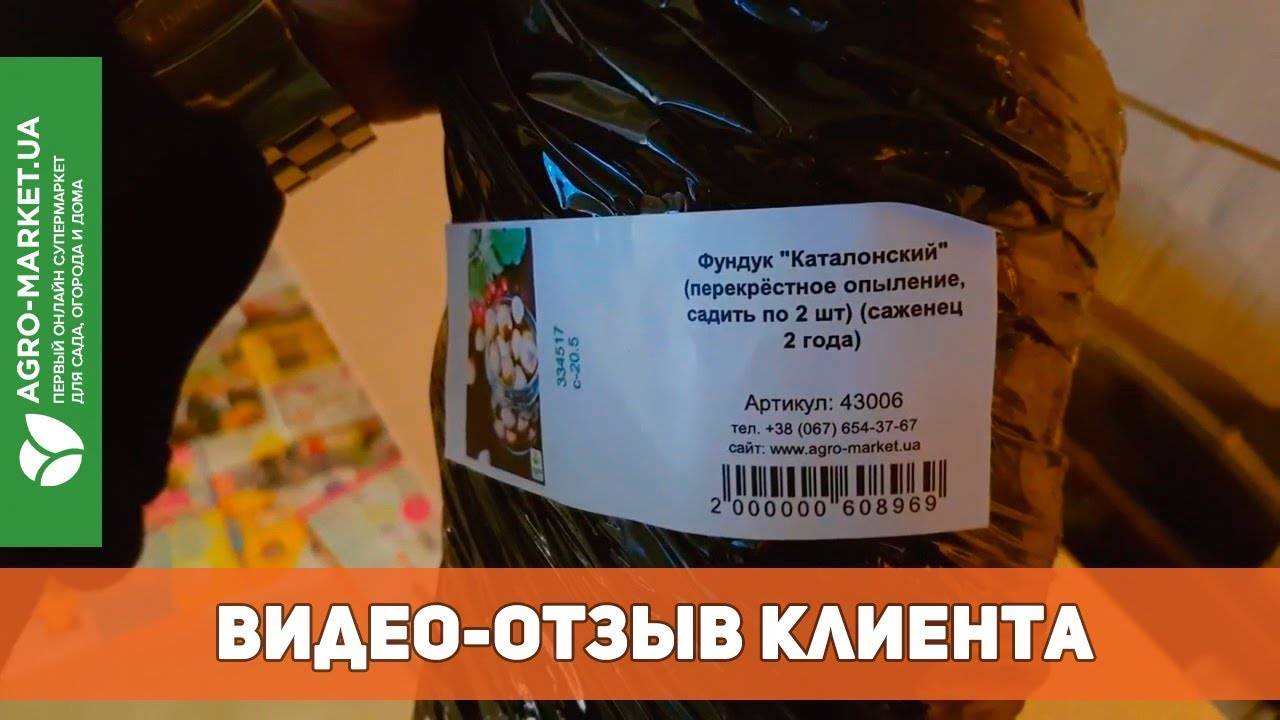 AGRO-MARKET.UA
ПЕРВЫЙ ОНЛАЙН СУПЕРМАРКЕТ
ДЛЯ САДА, ОГОРОДА И ДОМА
334517
с-20.5
Фундук "Каталонский"
(перекрёстное опыление,
садить по 2 шт) (саженец
2 года)
Артикул: 43006
тел. +38 (067) 654-37-67
сайт: www.agro-market.ua
2 000000 608969
ВИДЕО-ОТЗЫВ КЛИЕНТА